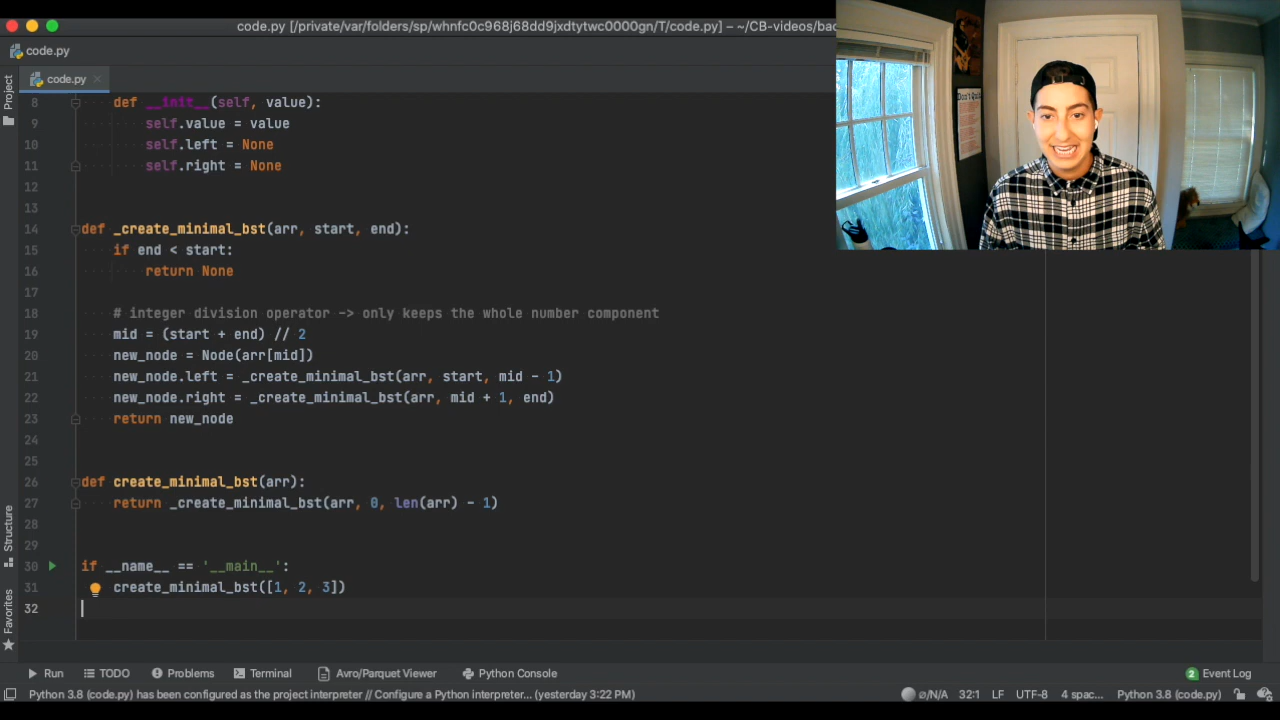 code.py [/private/var/folders/sp/whnfc0c968j68dd9jxdtytwc0000gn/T/code.py] – ~/CB-videos/bac
code.py
code.py
Project
8 def __init__(self, value):
9 self.value = value
10 self.left = None
11 self.right = None
12
13
14 def _create_minimal_bst(arr, start, end):
15 if end < start:
16 return None
17
18 # integer division operator -> only keeps the whole number component
19 mid = (start + end) // 2
20 new_node = Node(arr[mid])
21 new_node.left = _create_minimal_bst(arr, start, mid - 1)
22 new_node.right = _create_minimal_bst(arr, mid + 1, end)
23 return new_node
24
25
26 def create_minimal_bst(arr):
27 return _create_minimal_bst(arr, 0, len(arr) - 1)
28
29
30 if __name__ == '__main__':
31 create_minimal_bst([1, 2, 3])
32
Structure
Favorites
Run TODO Problems Terminal Avro/Parquet Viewer Python Console 2 Event Log
Python 3.8 (code.py) has been configured as the project interpreter // Configure a Python interpreter... (yesterday 3:22 PM) ⌀/N/A 32:1 LF UTF-8 4 spac... Python 3.8 (code.py)
Don't Quit